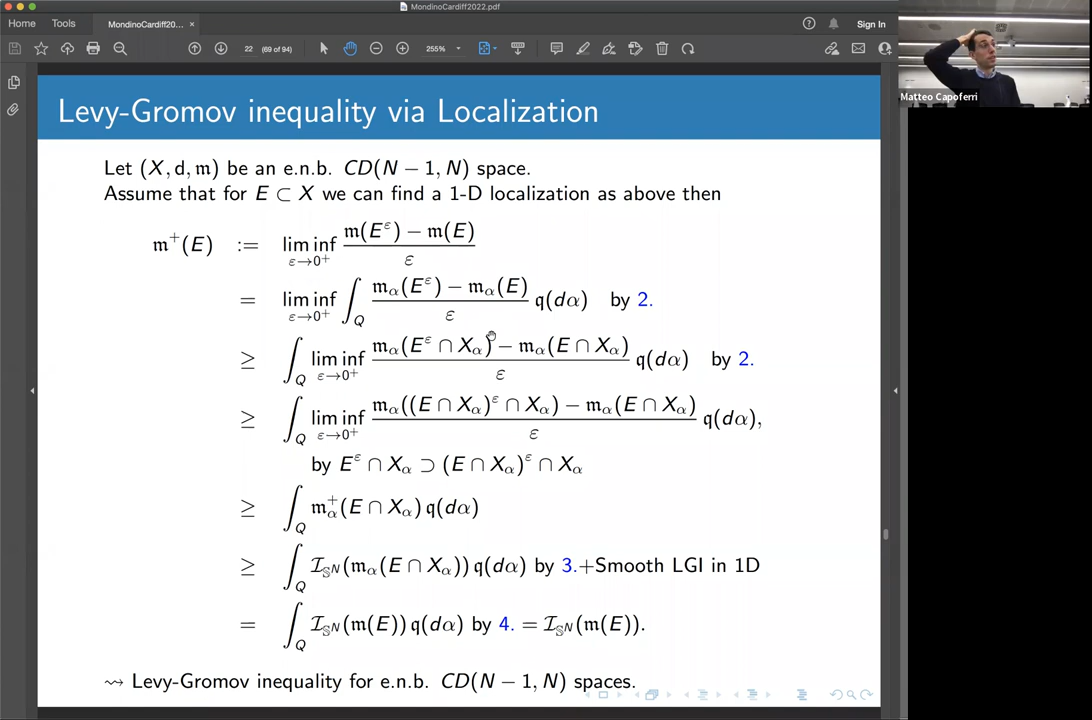 MondinoCardiff2022.pdf
Home Tools MondinoCardiff20... × Sign In
22 (69 of 94) 255%
Levy-Gromov inequality via Localization
Let (X, d, 𝔪) be an e.n.b. CD(N − 1, N) space.
Assume that for E ⊂ X we can find a 1-D localization as above then
𝔪⁺(E) := lim inf_{ε→0⁺} (𝔪(E^ε) − 𝔪(E)) / ε
= lim inf_{ε→0⁺} ∫_Q (𝔪_α(E^ε) − 𝔪_α(E)) / ε 𝔮(dα) by 2.
≥ ∫_Q lim inf_{ε→0⁺} (𝔪_α(E^ε ∩ X_α) − 𝔪_α(E ∩ X_α)) / ε 𝔮(dα) by 2.
≥ ∫_Q lim inf_{ε→0⁺} (𝔪_α((E ∩ X_α)^ε ∩ X_α) − 𝔪_α(E ∩ X_α)) / ε 𝔮(dα),
by E^ε ∩ X_α ⊃ (E ∩ X_α)^ε ∩ X_α
≥ ∫_Q 𝔪_α⁺(E ∩ X_α) 𝔮(dα)
≥ ∫_Q 𝓘_{𝕊^N}(𝔪_α(E ∩ X_α)) 𝔮(dα) by 3.+Smooth LGI in 1D
= ∫_Q 𝓘_{𝕊^N}(𝔪(E)) 𝔮(dα) by 4. = 𝓘_{𝕊^N}(𝔪(E)).
⇝ Levy-Gromov inequality for e.n.b. CD(N − 1, N) spaces.
Matteo Capoferri